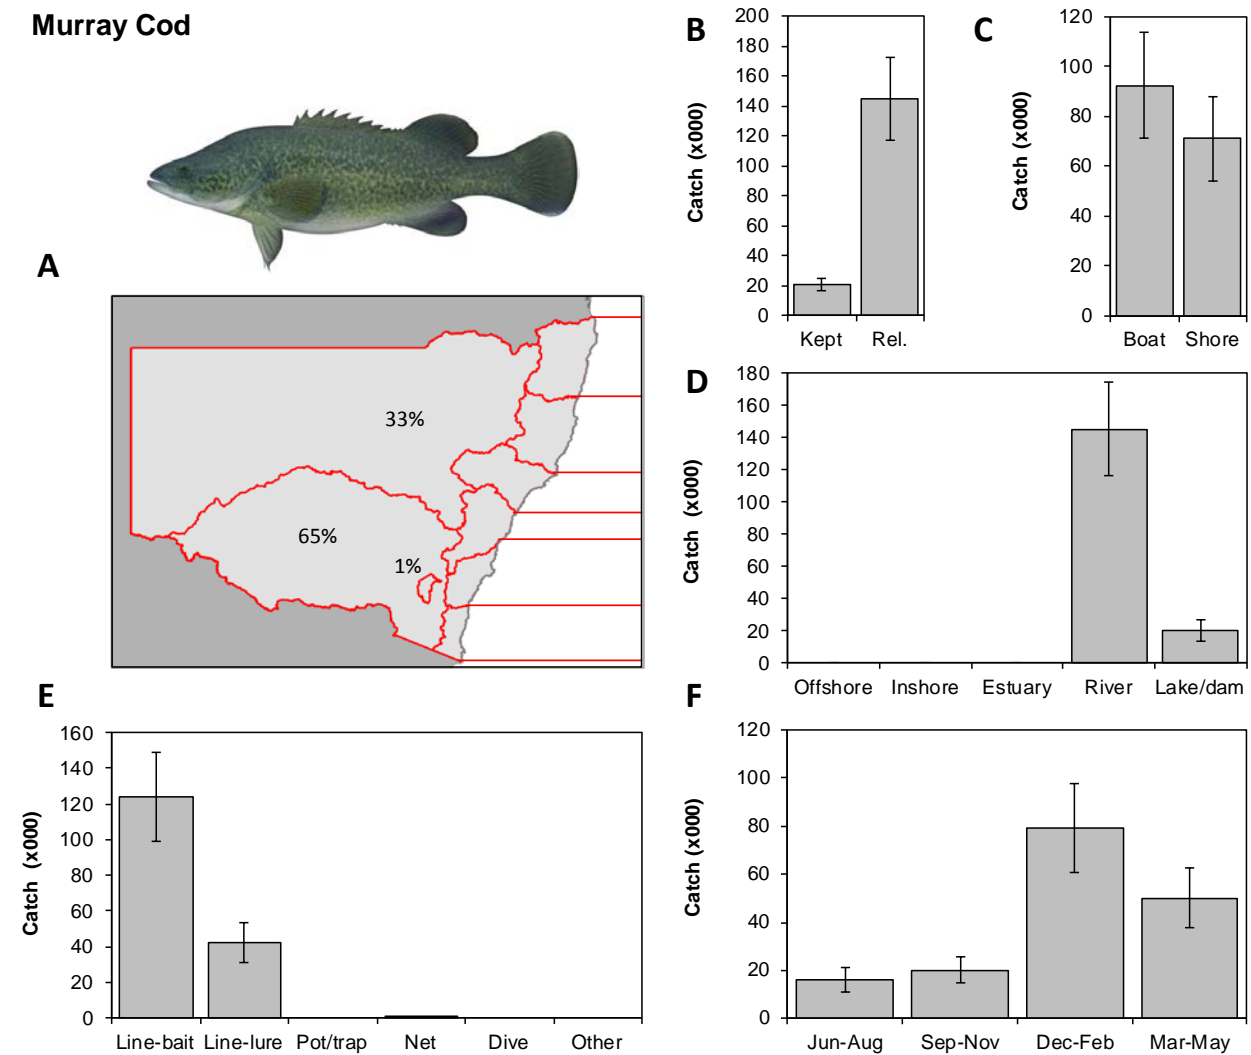 Murray Cod
A
33%
65%
1%
B
Catch (x000)
200
180
160
140
120
100
80
60
40
20
0
Kept Rel.
C
Catch (x000)
120
100
80
60
40
20
0
Boat Shore
D
Catch (x000)
180
160
140
120
100
80
60
40
20
0
Offshore Inshore Estuary River Lake/dam
E
Catch (x000)
160
140
120
100
80
60
40
20
0
Line-bait Line-lure Pot/trap Net Dive Other
F
Catch (x000)
120
100
80
60
40
20
0
Jun-Aug Sep-Nov Dec-Feb Mar-May